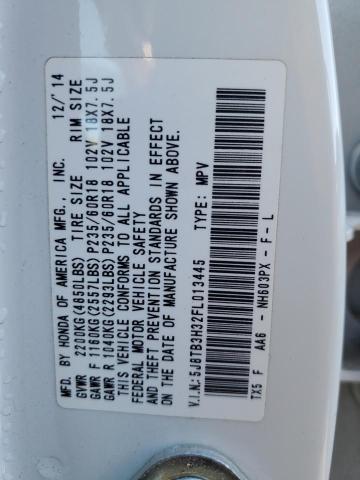 MFD. BY HONDA OF AMERICA MFG., INC. 12/'14
GVWR 2200KG(4850LBS) TIRE SIZE RIM SIZE
GAWR F 1160KG(2557LBS) P235/60R18 102V 18X7.5J
GAWR R 1040KG(2293LBS) P235/60R18 102V 18X7.5J
THIS VEHICLE CONFORMS TO ALL APPLICABLE
FEDERAL MOTOR VEHICLE SAFETY
AND THEFT PREVENTION STANDARDS IN EFFECT
ON THE DATE OF MANUFACTURE SHOWN ABOVE.
V.I.N: 5J8TB3H32FL013445 TYPE: MPV
TX5 F AA6 - NH603PX - F - L